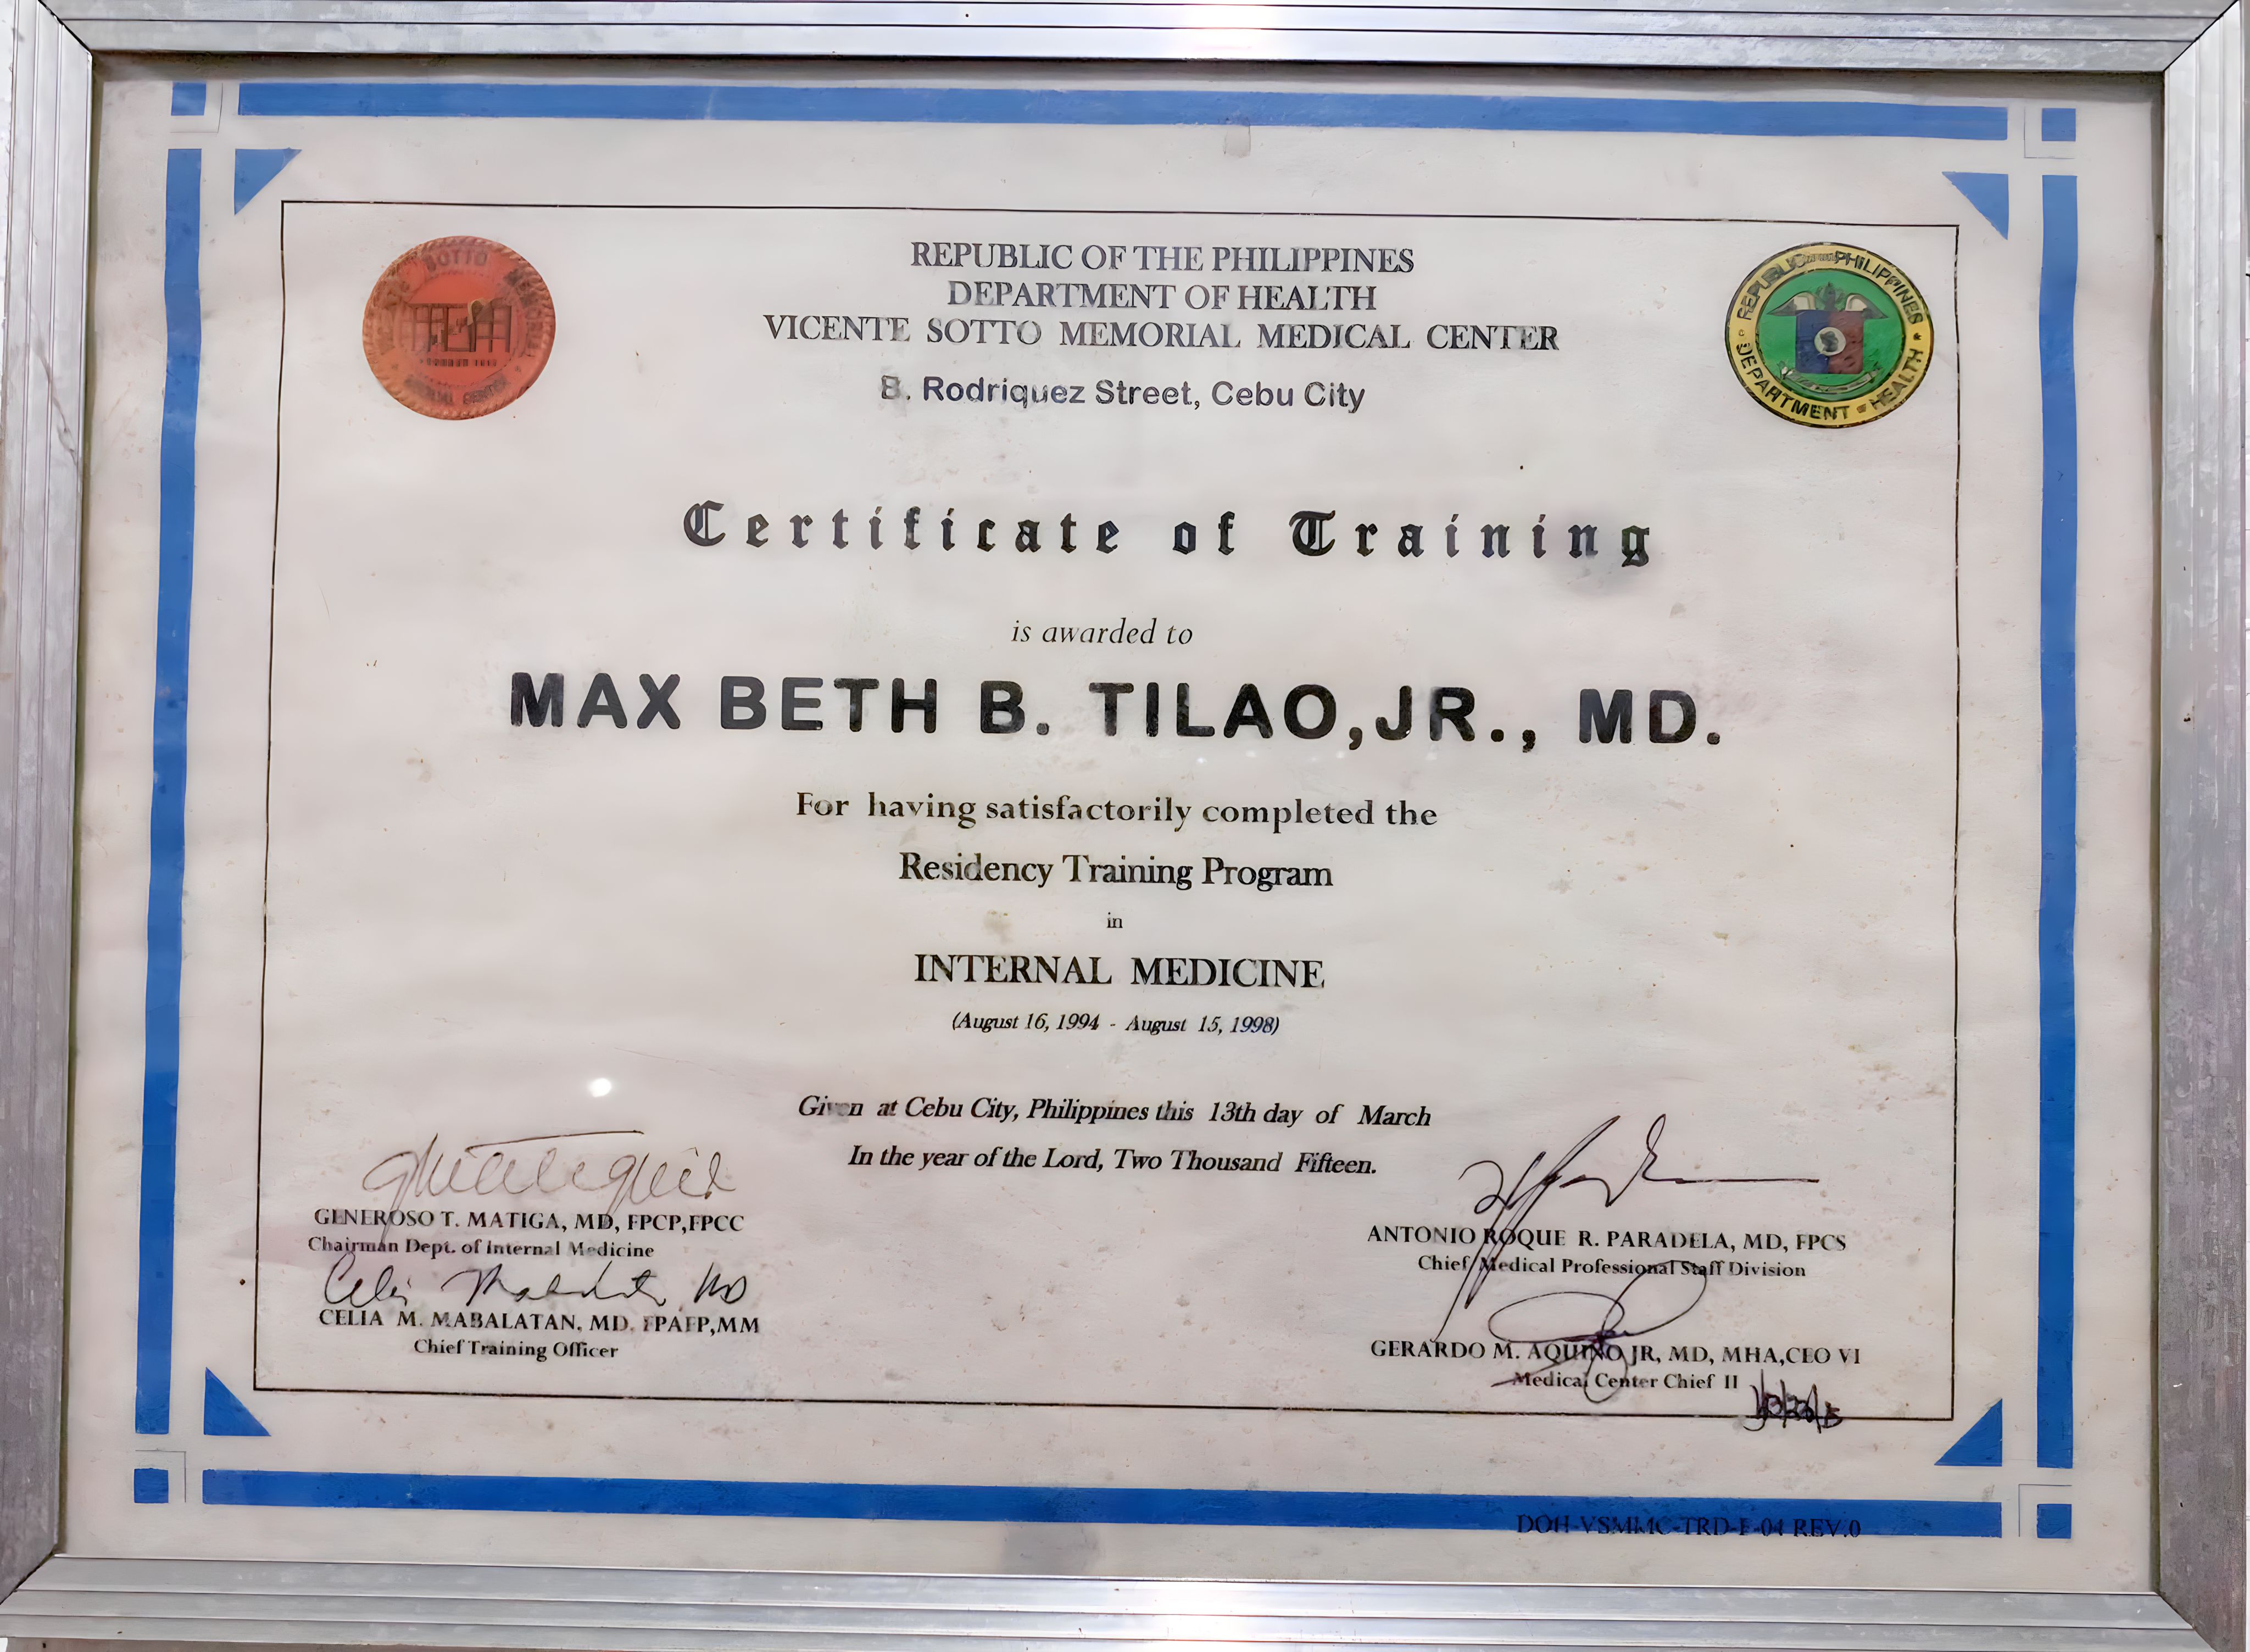 REPUBLIC OF THE PHILIPPINES
DEPARTMENT OF HEALTH
VICENTE SOTTO MEMORIAL MEDICAL CENTER
B. Rodriquez Street, Cebu City
SOTTO MEMORIAL
REPUBLIC PHILIPPINES
DEPARTMENT OF HEALTH
Certificate of Training
is awarded to
MAX BETH B. TILAO,JR., MD.
For having satisfactorily completed the
Residency Training Program
in
INTERNAL MEDICINE
(August 16, 1994 - August 15, 1998)
Given at Cebu City, Philippines this 13th day of March
In the year of the Lord, Two Thousand Fifteen.
GENEROSO T. MATIGA, MD, FPCP,FPCC
Chairman Dept. of Internal Medicine
CELIA M. MABALATAN, MD, FPAFP,MM
Chief Training Officer
ANTONIO ROQUE R. PARADELA, MD, FPCS
Chief Medical Professional Staff Division
GERARDO M. AQUINO JR, MD, MHA,CEO VI
Medical Center Chief II
DOH-VSMMC-TRD-F-04 REV.0